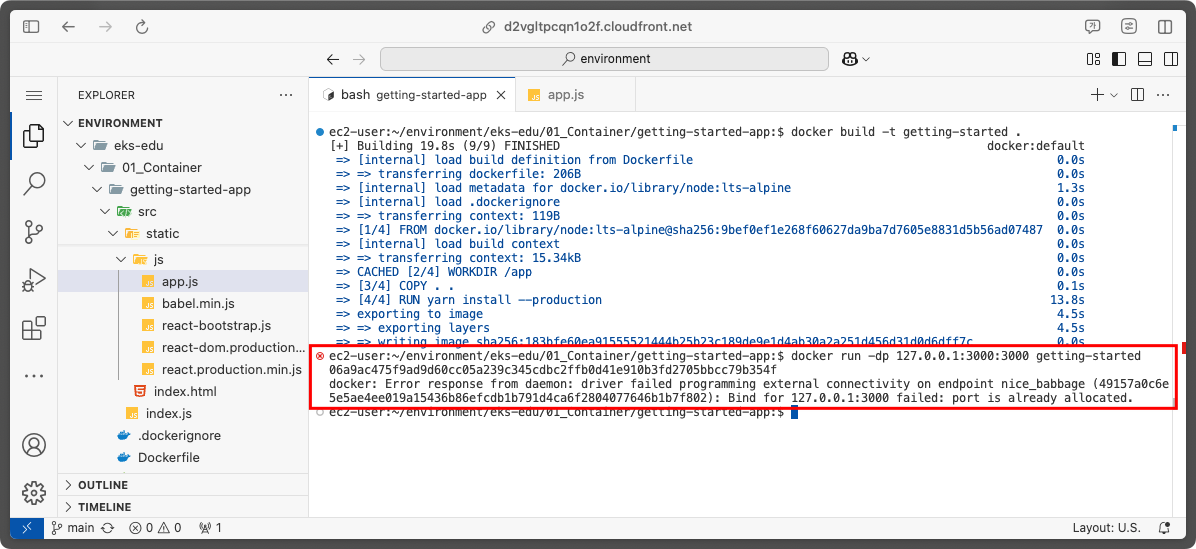 d2vgltpcqn1o2f.cloudfront.net
environment
EXPLORER
bash getting-started-app
app.js
ENVIRONMENT
eks-edu
01_Container
getting-started-app
src
static
js
app.js
babel.min.js
react-bootstrap.js
react-dom.production...
react.production.min.js
index.html
index.js
.dockerignore
Dockerfile
OUTLINE
TIMELINE
ec2-user:~/environment/eks-edu/01_Container/getting-started-app:$ docker build -t getting-started .
[+] Building 19.8s (9/9) FINISHED docker:default
=> [internal] load build definition from Dockerfile 0.0s
=> => transferring dockerfile: 206B 0.0s
=> [internal] load metadata for docker.io/library/node:lts-alpine 1.3s
=> [internal] load .dockerignore 0.0s
=> => transferring context: 119B 0.0s
=> [1/4] FROM docker.io/library/node:lts-alpine@sha256:9bef0ef1e268f60627da9ba7d7605e8831d5b56ad07487 0.0s
=> [internal] load build context 0.0s
=> => transferring context: 15.34kB 0.0s
=> CACHED [2/4] WORKDIR /app 0.0s
=> [3/4] COPY . . 0.1s
=> [4/4] RUN yarn install --production 13.8s
=> exporting to image 4.5s
=> => exporting layers 4.5s
=> => writing image sha256:183bfe60ea91555521444b25b23c189de9e1d4ab30a2a251d456d31d0d6dff7c 0.0s
ec2-user:~/environment/eks-edu/01_Container/getting-started-app:$ docker run -dp 127.0.0.1:3000:3000 getting-started
06a9ac475f9ad9d60cc05a239c345cdbc2ffb0d41e910b3fd2705bbcc79b354f
docker: Error response from daemon: driver failed programming external connectivity on endpoint nice_babbage (49157a0c6e
5e5ae4ee019a15436b86efcdb1b791d4ca6f2804077646b1b7f802): Bind for 127.0.0.1:3000 failed: port is already allocated.
ec2-user:~/environment/eks-edu/01_Container/getting-started-app:$
main 0 0 1
Layout: U.S.